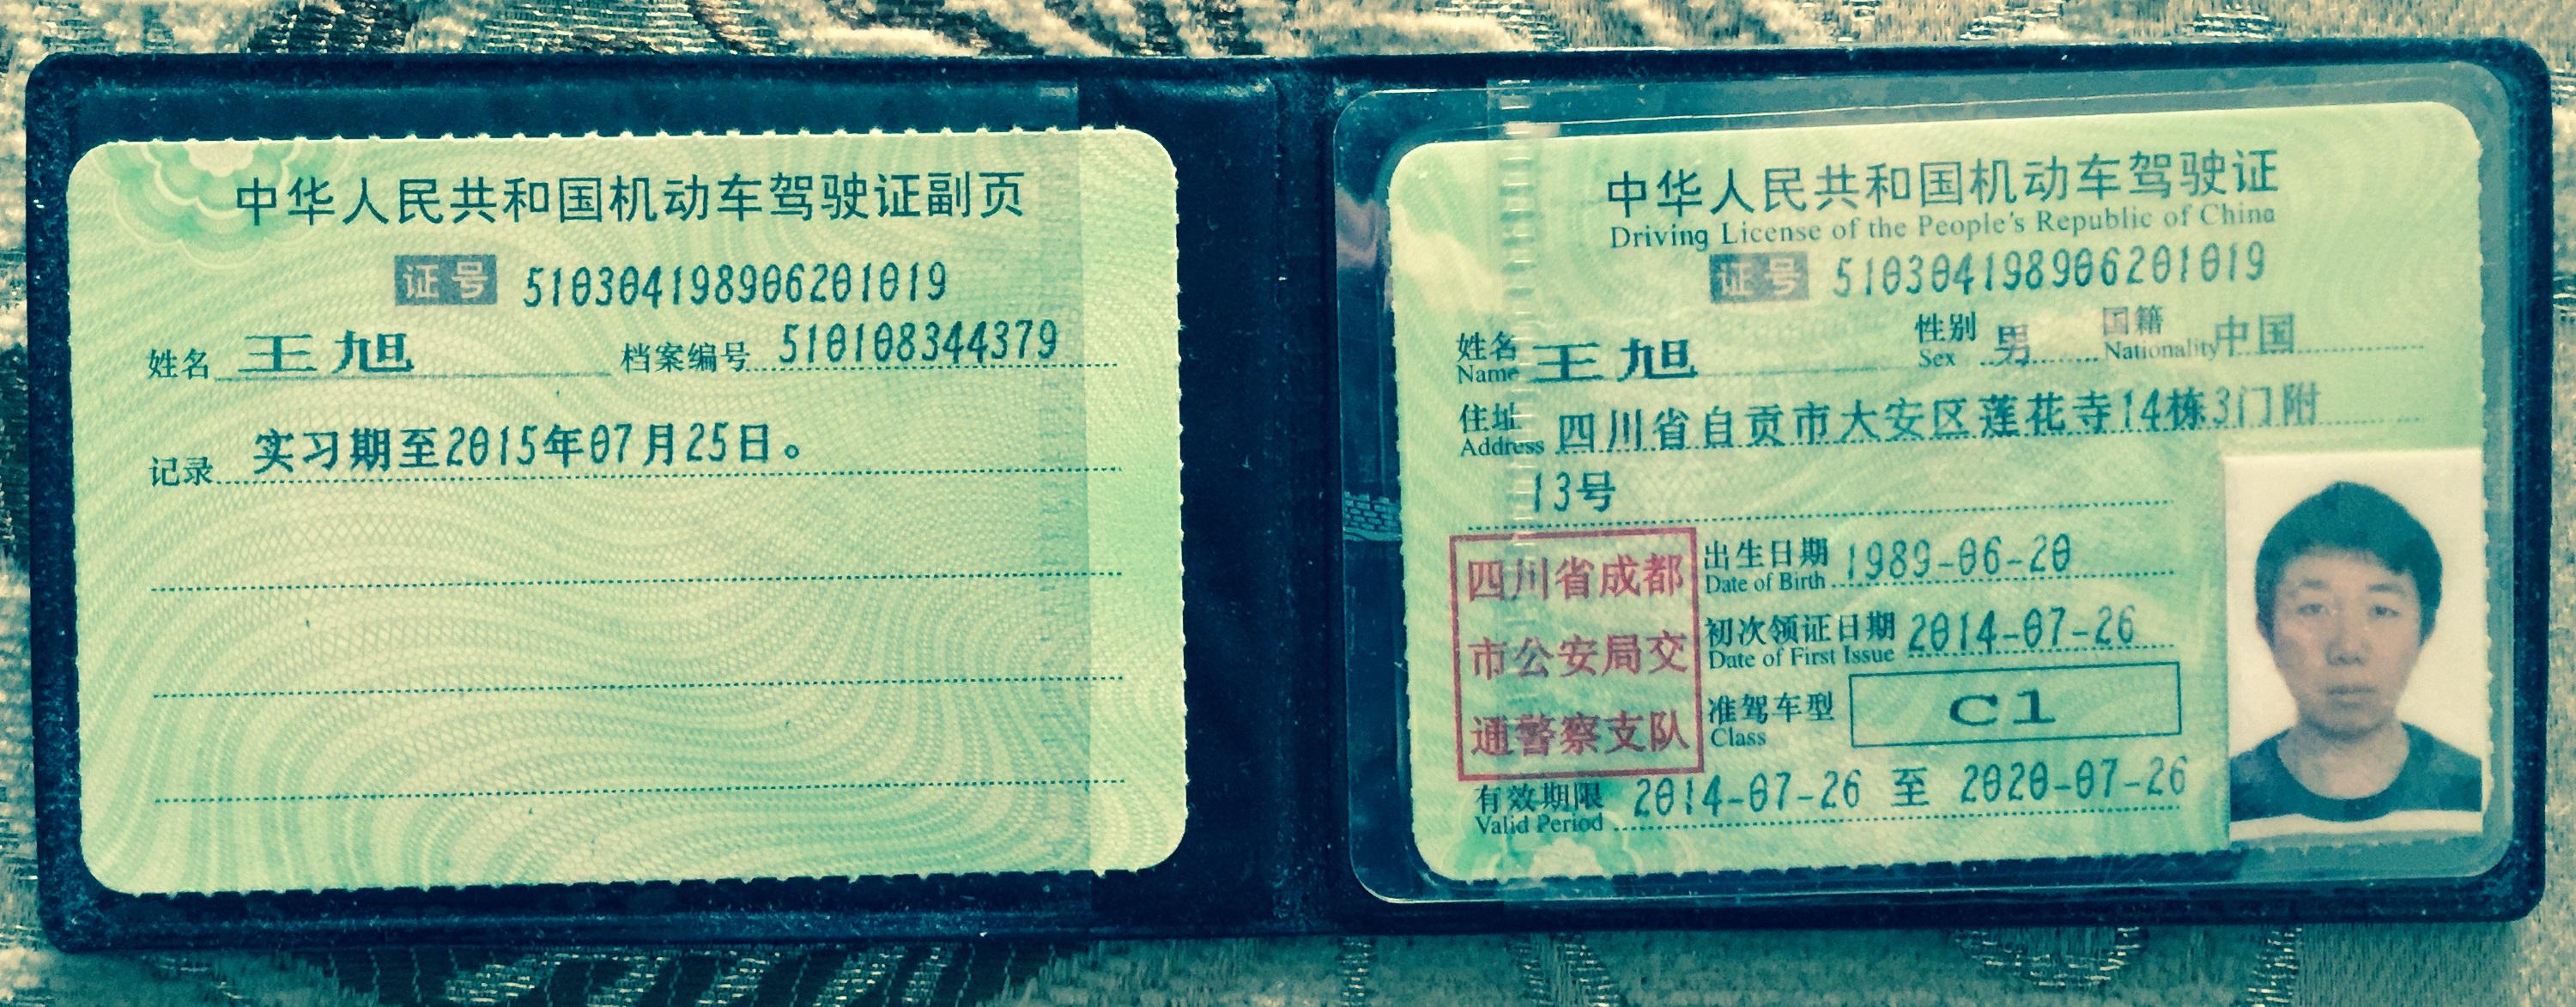 中华人民共和国机动车驾驶证副页
证号 510304198906201019
姓名 王旭 档案编号 510108344379
记录 实习期至2015年07月25日。
中华人民共和国机动车驾驶证
Driving License of the People's Republic of China
证号 510304198906201019
姓名 王旭 性别 男 国籍 中国
Name Sex Nationality
住址 四川省自贡市大安区莲花寺14栋3门附
Address
13号
四川省成都
市公安局交
通警察支队
出生日期 1989-06-20
Date of Birth
初次领证日期 2014-07-26
Date of First Issue
准驾车型 C1
Class
有效期限 2014-07-26 至 2020-07-26
Valid Period